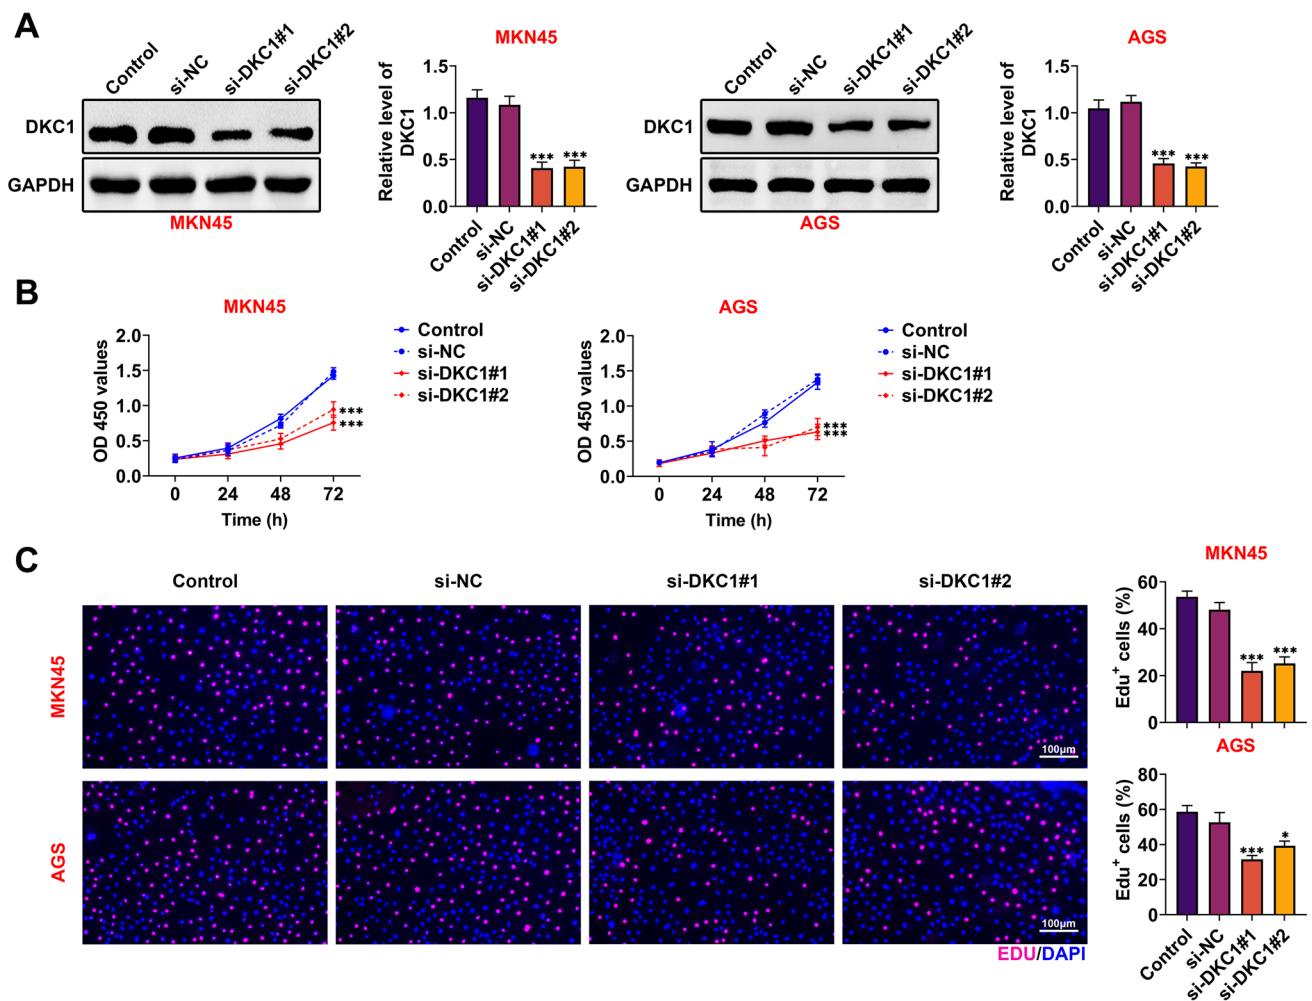 A
Control
si-NC
si-DKC1#1
si-DKC1#2
DKC1
GAPDH
MKN45
MKN45
Relative level of
DKC1
1.5
1.0
0.5
0.0
***
***
Control
si-NC
si-DKC1#1
si-DKC1#2
Control
si-NC
si-DKC1#1
si-DKC1#2
DKC1
GAPDH
AGS
AGS
Relative level of
DKC1
1.5
1.0
0.5
0.0
***
***
Control
si-NC
si-DKC1#1
si-DKC1#2
B
MKN45
OD 450 values
2.0
1.5
1.0
0.5
0.0
0 24 48 72
Time (h)
***
***
Control
si-NC
si-DKC1#1
si-DKC1#2
AGS
OD 450 values
2.0
1.5
1.0
0.5
0.0
0 24 48 72
Time (h)
***
***
Control
si-NC
si-DKC1#1
si-DKC1#2
C
Control si-NC si-DKC1#1 si-DKC1#2
MKN45
100μm
AGS
100μm
EDU/DAPI
MKN45
Edu+ cells (%)
60
40
20
0
***
***
AGS
Edu+ cells (%)
80
60
40
20
0
***
*
Control
si-NC
si-DKC1#1
si-DKC1#2